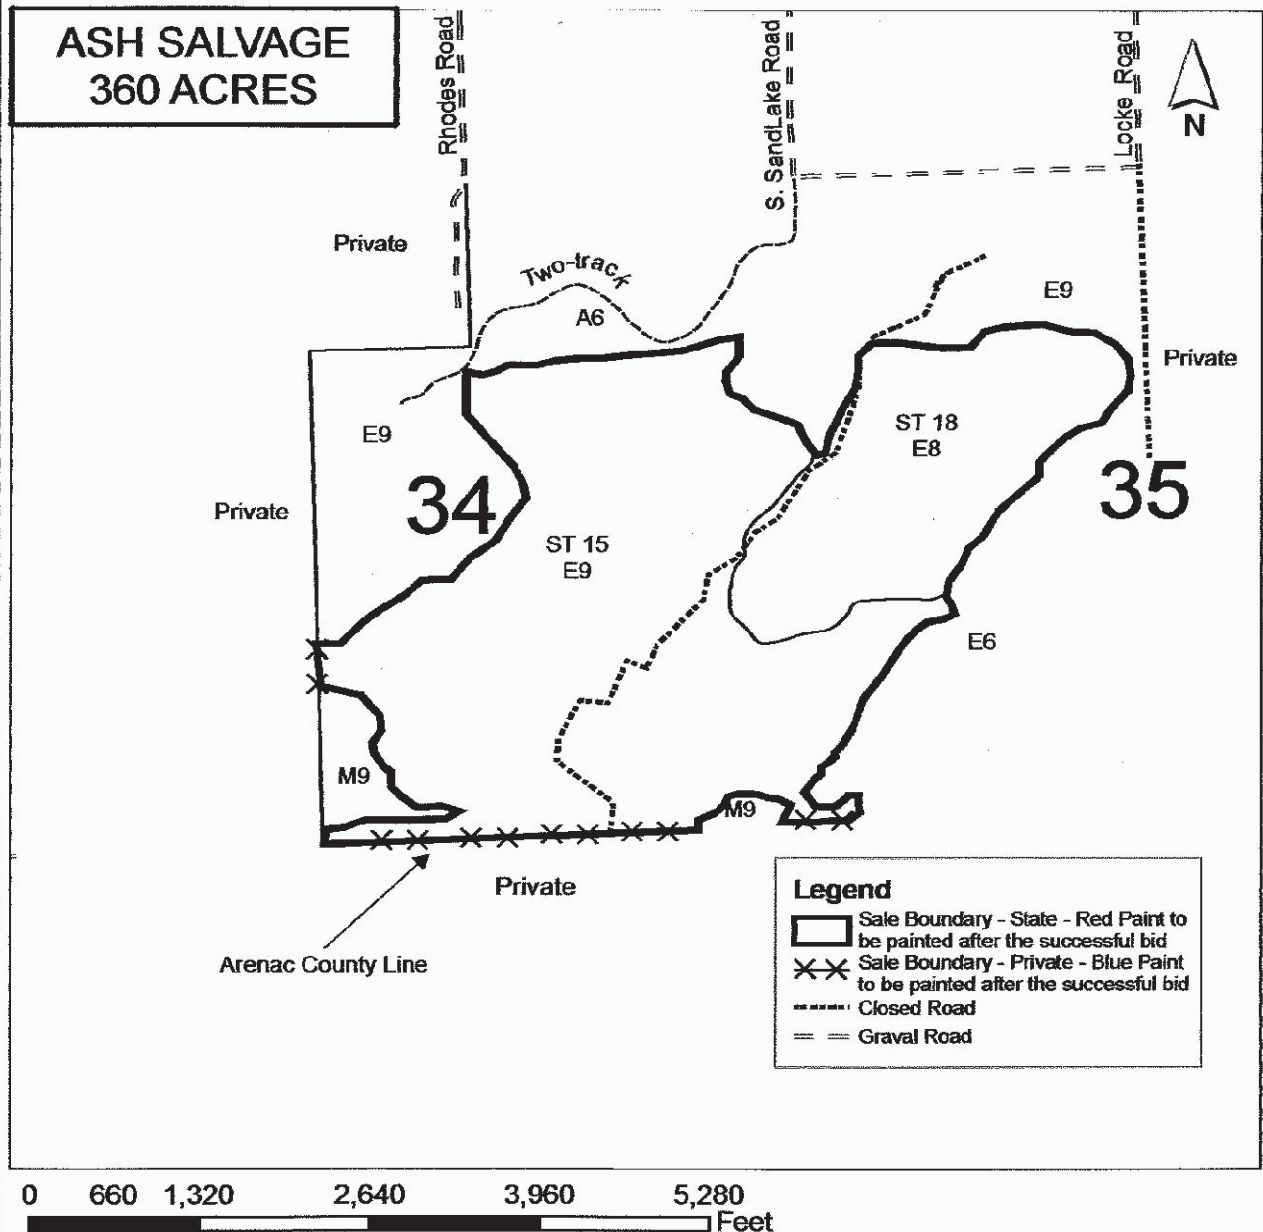 ASH SALVAGE
360 ACRES
Rhodes Road
S. SandLake Road
Locke Road
N
Private
Two-track
A6
E9
Private
E9
ST 18
E8
34
35
Private
ST 15
E9
E6
M9
M9
Private
Arenac County Line
Legend
Sale Boundary - State - Red Paint to
be painted after the successful bid
Sale Boundary - Private - Blue Paint
to be painted after the successful bid
Closed Road
Graval Road
0 660 1,320 2,640 3,960 5,280
Feet